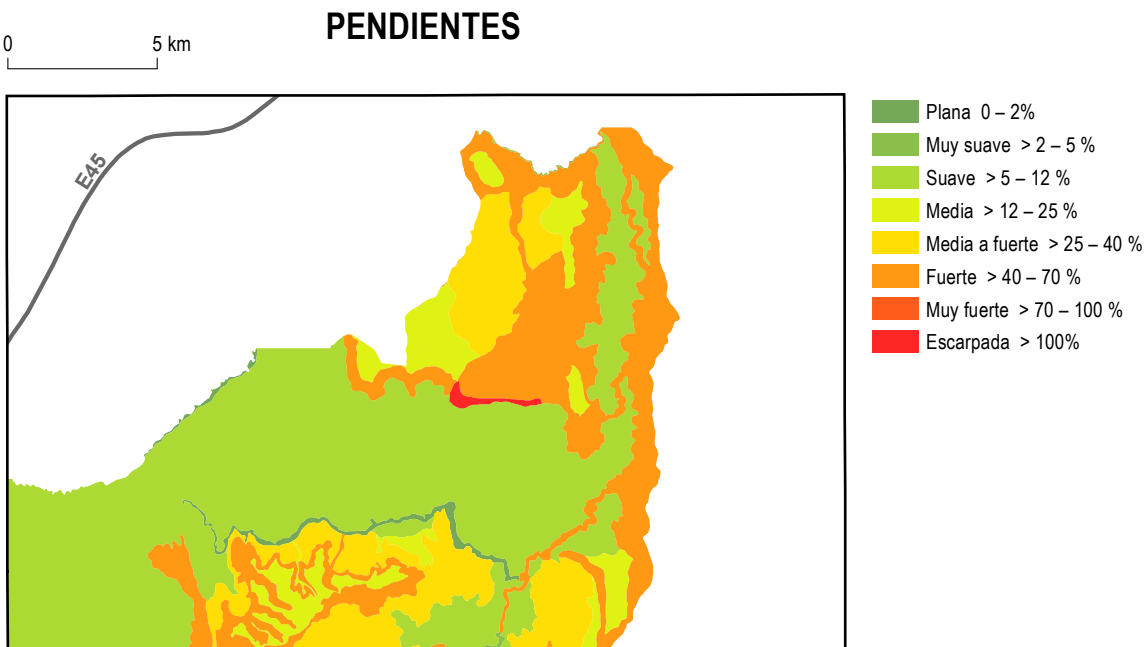 PENDIENTES
0 5 km
E45
Plana 0 – 2%
Muy suave > 2 – 5 %
Suave > 5 – 12 %
Media > 12 – 25 %
Media a fuerte > 25 – 40 %
Fuerte > 40 – 70 %
Muy fuerte > 70 – 100 %
Escarpada > 100%